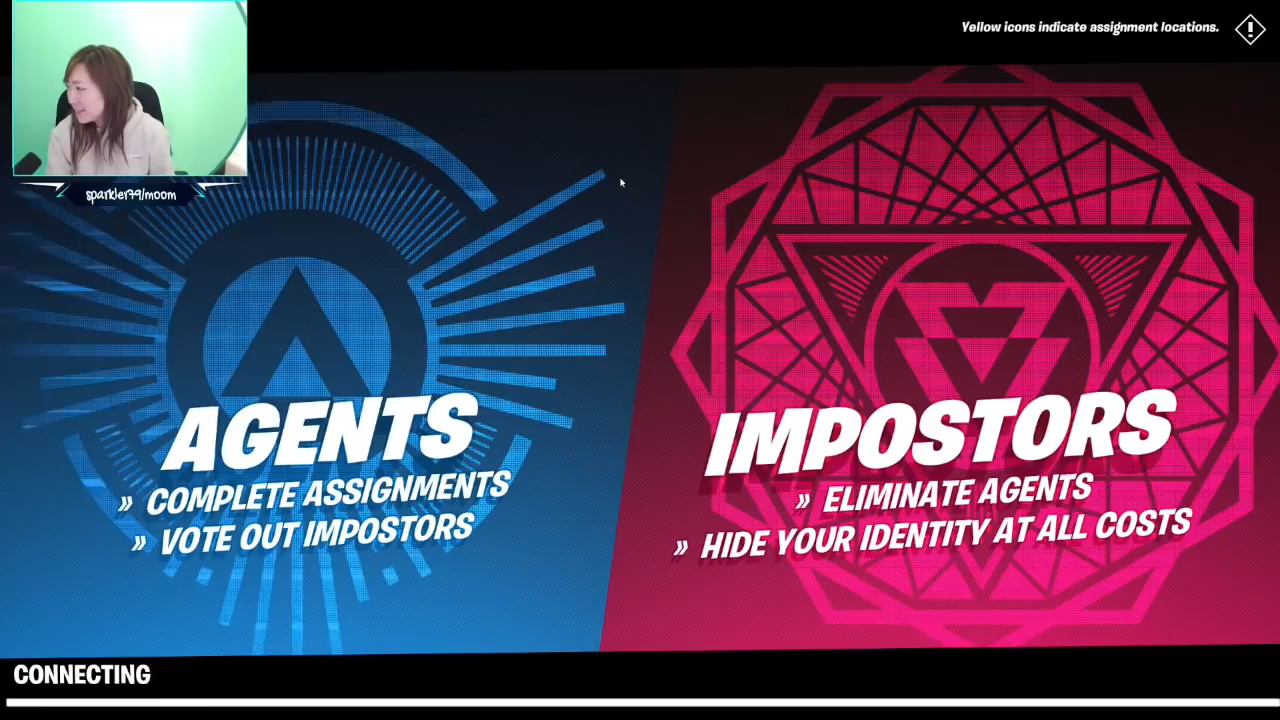 Yellow icons indicate assignment locations.
sparkler79/moom
AGENTS
» COMPLETE ASSIGNMENTS
» VOTE OUT IMPOSTORS
IMPOSTORS
» ELIMINATE AGENTS
» HIDE YOUR IDENTITY AT ALL COSTS
CONNECTING